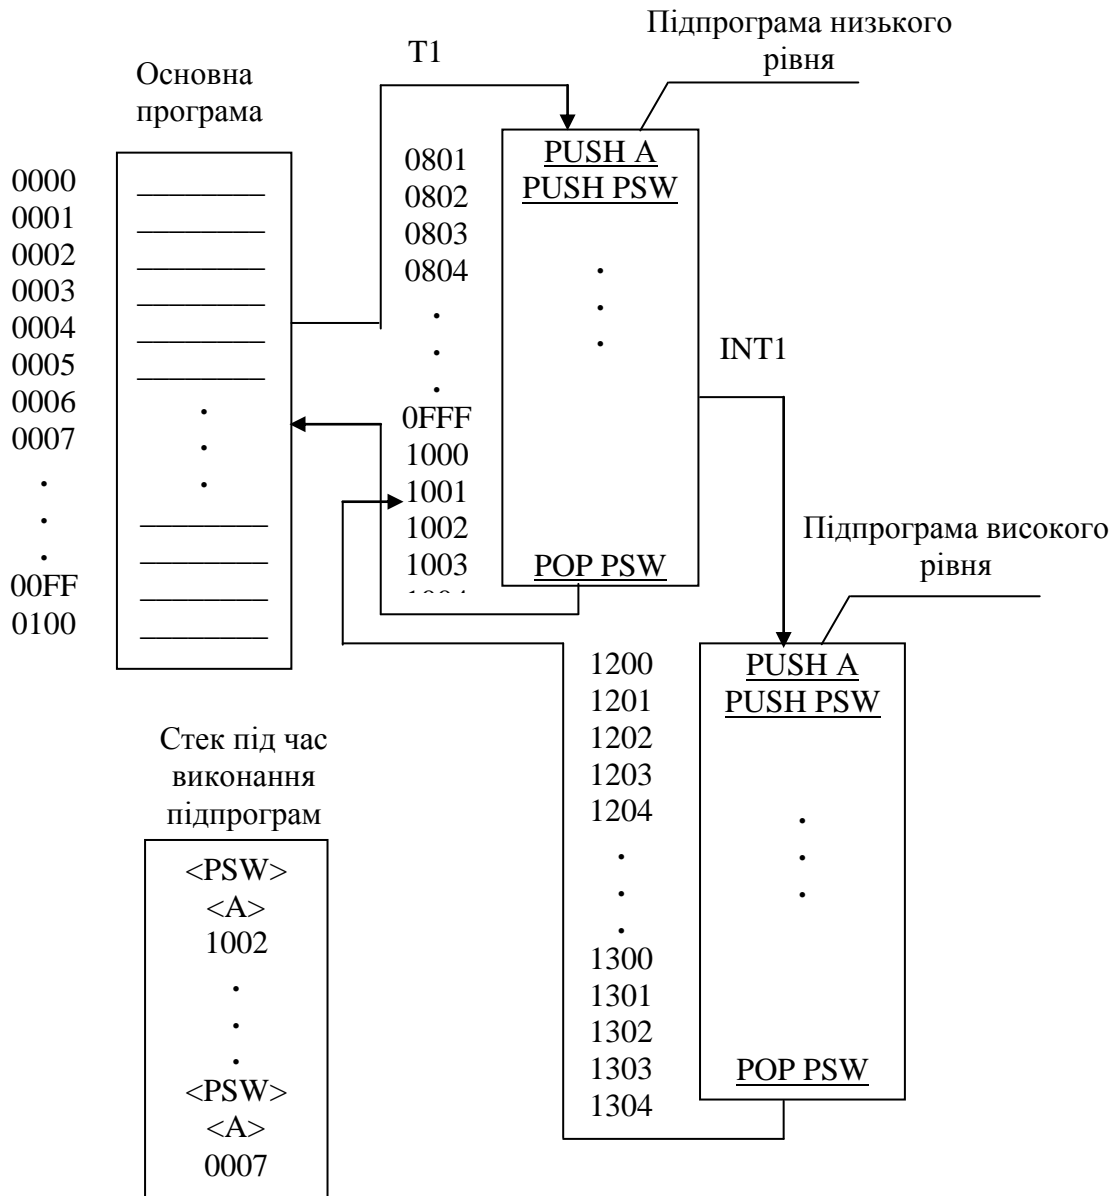 Підпрограма низького
рівня
T1
Основна
програма
0000
0001
0002
0003
0004
0005
0006
0007
.
.
.
00FF
0100
0801
0802
0803
0804
.
.
.
0FFF
1000
1001
1002
1003
PUSH A
PUSH PSW
.
.
.
POP PSW
INT1
Підпрограма високого
рівня
1200
1201
1202
1203
1204
.
.
.
1300
1301
1302
1303
1304
PUSH A
PUSH PSW
.
.
.
POP PSW
Стек під час
виконання
підпрограм
<PSW>
<A>
1002
.
.
.
<PSW>
<A>
0007